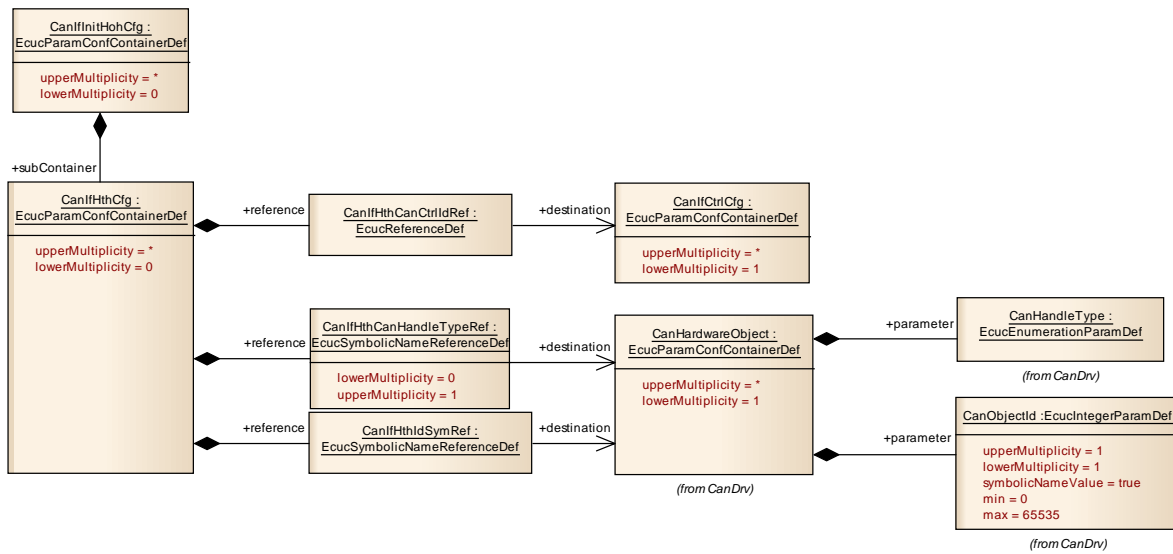 CanIfInitHohCfg :
EcucParamConfContainerDef
upperMultiplicity = *
lowerMultiplicity = 0
+subContainer
CanIfHthCfg :
EcucParamConfContainerDef
upperMultiplicity = *
lowerMultiplicity = 0
+reference
CanIfHthCanCtrlIdRef :
EcucReferenceDef
+destination
CanIfCtrlCfg :
EcucParamConfContainerDef
upperMultiplicity = *
lowerMultiplicity = 1
+reference
CanIfHthCanHandleTypeRef :
EcucSymbolicNameReferenceDef
lowerMultiplicity = 0
upperMultiplicity = 1
+destination
CanHardwareObject :
EcucParamConfContainerDef
upperMultiplicity = *
lowerMultiplicity = 1
(from CanDrv)
+parameter
CanHandleType :
EcucEnumerationParamDef
(from CanDrv)
+reference
CanIfHthIdSymRef :
EcucSymbolicNameReferenceDef
+destination
+parameter
CanObjectId :EcucIntegerParamDef
upperMultiplicity = 1
lowerMultiplicity = 1
symbolicNameValue = true
min = 0
max = 65535
(from CanDrv)